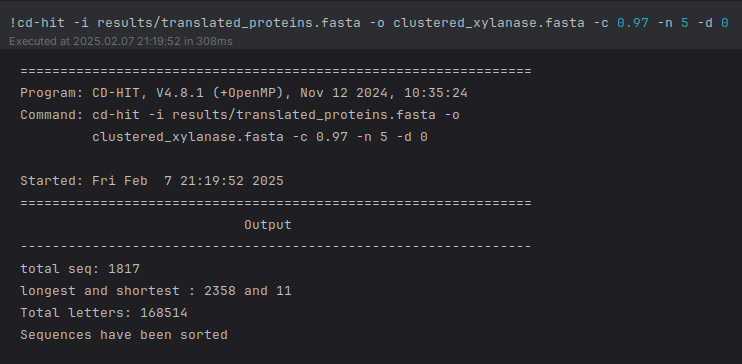 !cd-hit -i results/translated_proteins.fasta -o clustered_xylanase.fasta -c 0.97 -n 5 -d 0
Executed at 2025.02.07 21:19:52 in 308ms
================================================================
Program: CD-HIT, V4.8.1 (+OpenMP), Nov 12 2024, 10:35:24
Command: cd-hit -i results/translated_proteins.fasta -o
         clustered_xylanase.fasta -c 0.97 -n 5 -d 0

Started: Fri Feb  7 21:19:52 2025
================================================================
                            Output
----------------------------------------------------------------
total seq: 1817
longest and shortest : 2358 and 11
Total letters: 168514
Sequences have been sorted